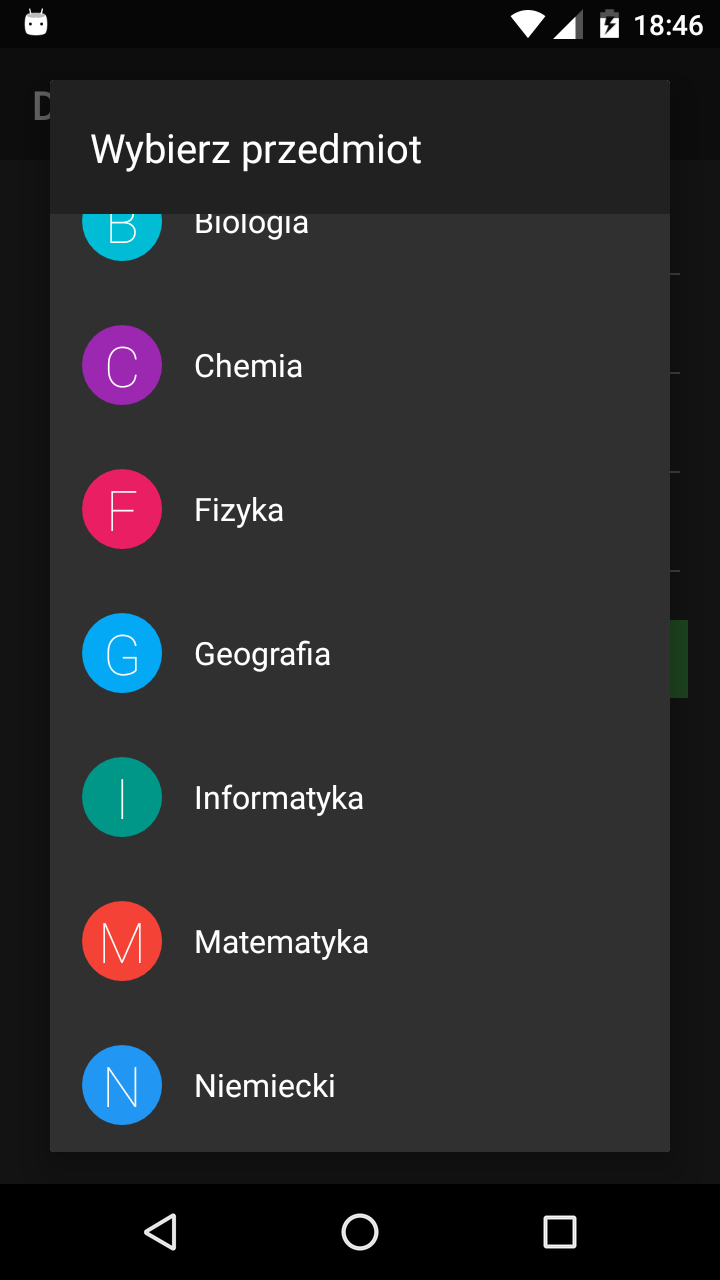 18:46
D
Wybierz przedmiot
B
Biologia
C
Chemia
F
Fizyka
G
Geografia
I
Informatyka
M
Matematyka
N
Niemiecki